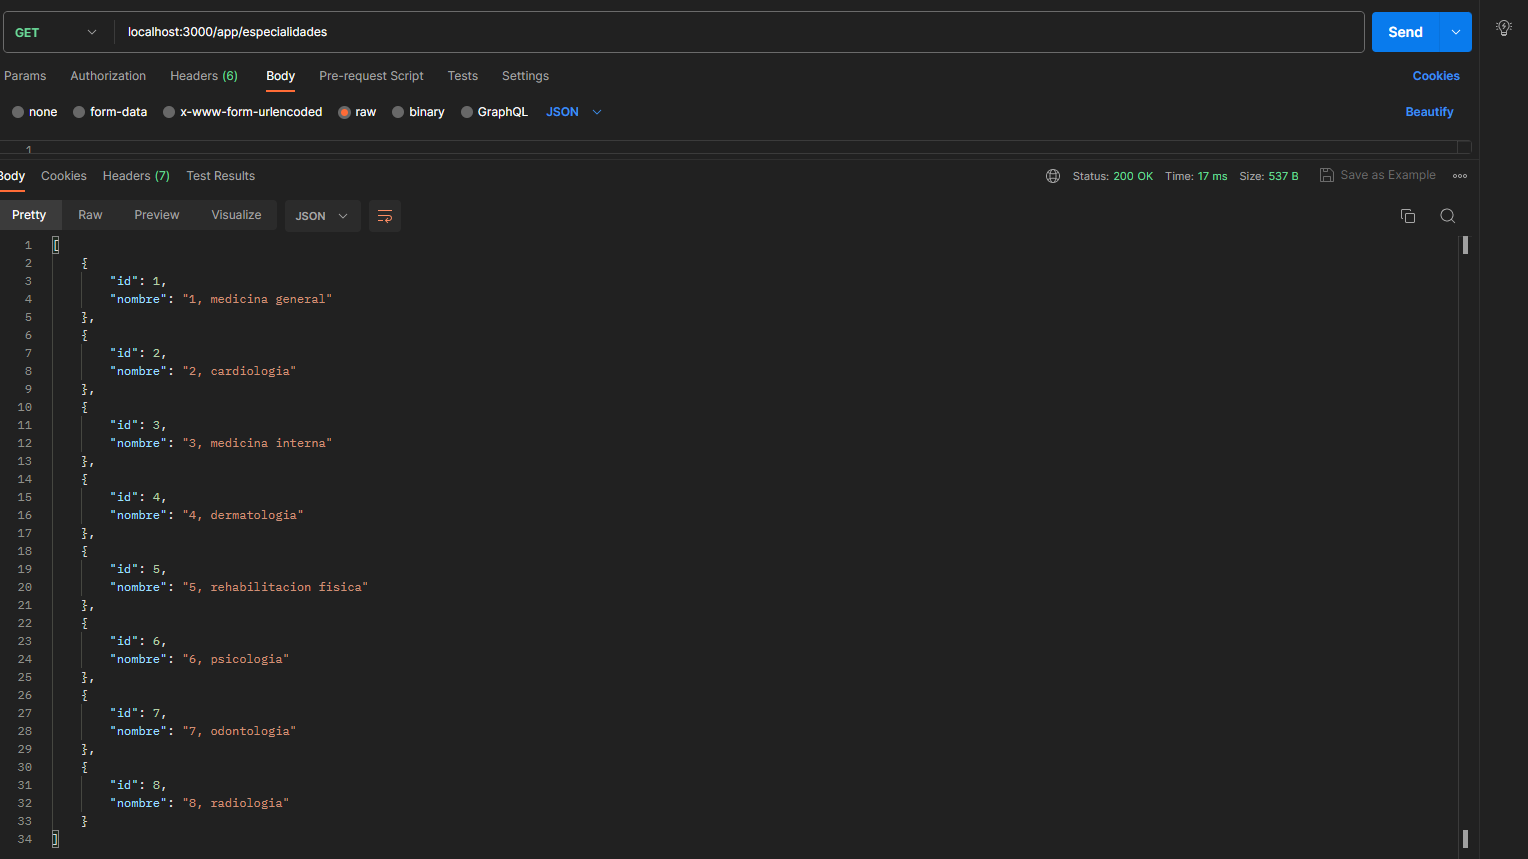 GET localhost:3000/app/especialidades Send
Params Authorization Headers (6) Body Pre-request Script Tests Settings Cookies
none form-data x-www-form-urlencoded raw binary GraphQL JSON Beautify
1
Body Cookies Headers (7) Test Results Status: 200 OK Time: 17 ms Size: 537 B Save as Example
Pretty Raw Preview Visualize JSON
1 [
2 {
3 "id": 1,
4 "nombre": "1, medicina general"
5 },
6 {
7 "id": 2,
8 "nombre": "2, cardiologia"
9 },
10 {
11 "id": 3,
12 "nombre": "3, medicina interna"
13 },
14 {
15 "id": 4,
16 "nombre": "4, dermatologia"
17 },
18 {
19 "id": 5,
20 "nombre": "5, rehabilitacion fisica"
21 },
22 {
23 "id": 6,
24 "nombre": "6, psicologia"
25 },
26 {
27 "id": 7,
28 "nombre": "7, odontologia"
29 },
30 {
31 "id": 8,
32 "nombre": "8, radiologia"
33 }
34 ]